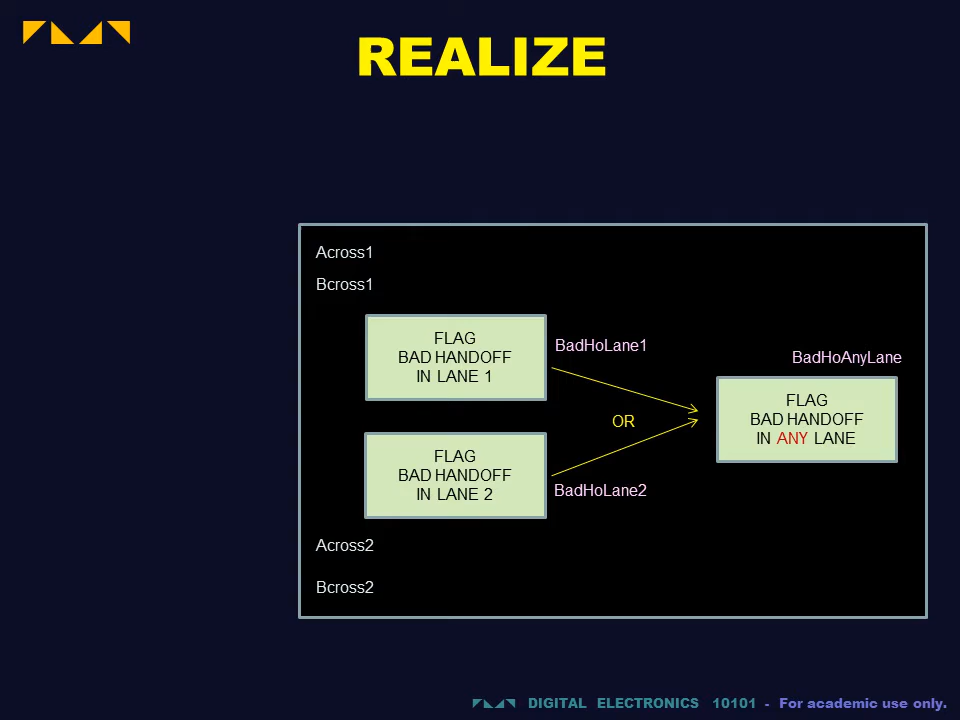 REALIZE
Across1
Bcross1
FLAG
BAD HANDOFF
IN LANE 1
BadHoLane1
BadHoAnyLane
FLAG
BAD HANDOFF
IN ANY LANE
OR
FLAG
BAD HANDOFF
IN LANE 2
BadHoLane2
Across2
Bcross2
DIGITAL ELECTRONICS 10101 - For academic use only.